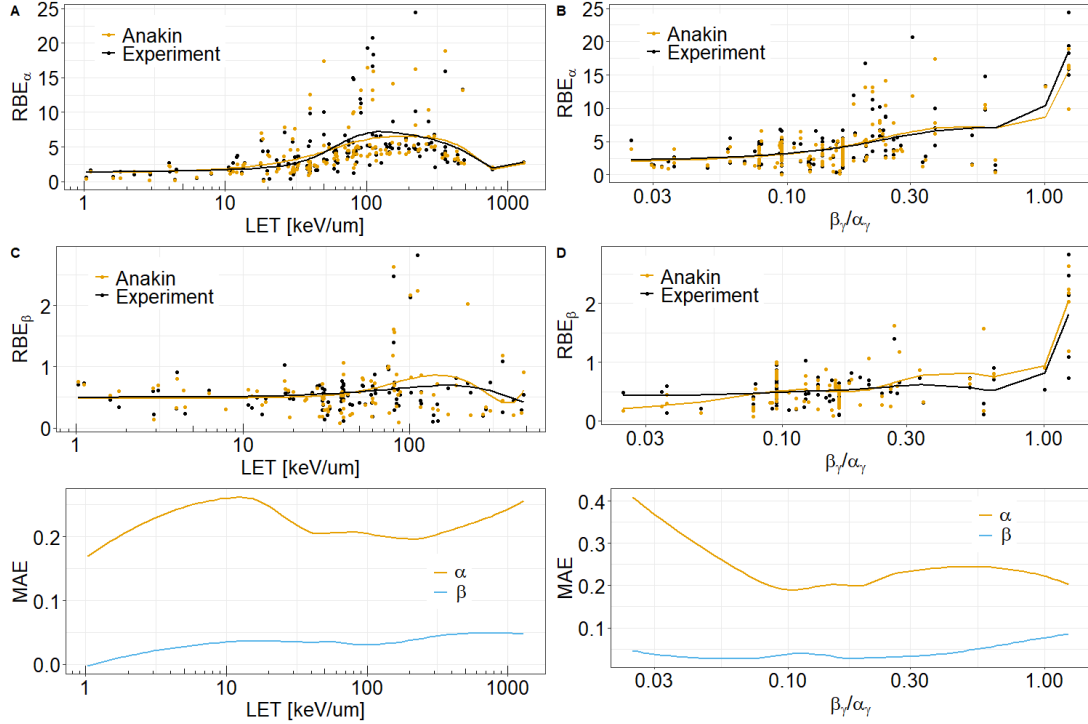 A
25
20
15
10
5
0
RBEα
Anakin
Experiment
1
10
100
1000
LET [keV/um]
B
25
20
15
10
5
0
RBEα
Anakin
Experiment
0.03
0.10
0.30
1.00
βγ/αγ
C
2
1
0
RBEβ
Anakin
Experiment
1
10
100
LET [keV/um]
D
2
1
0
RBEβ
Anakin
Experiment
0.03
0.10
0.30
1.00
βγ/αγ
0.2
0.1
0.0
MAE
α
β
1
10
100
1000
LET [keV/um]
0.4
0.3
0.2
0.1
MAE
α
β
0.03
0.10
0.30
1.00
βγ/αγ